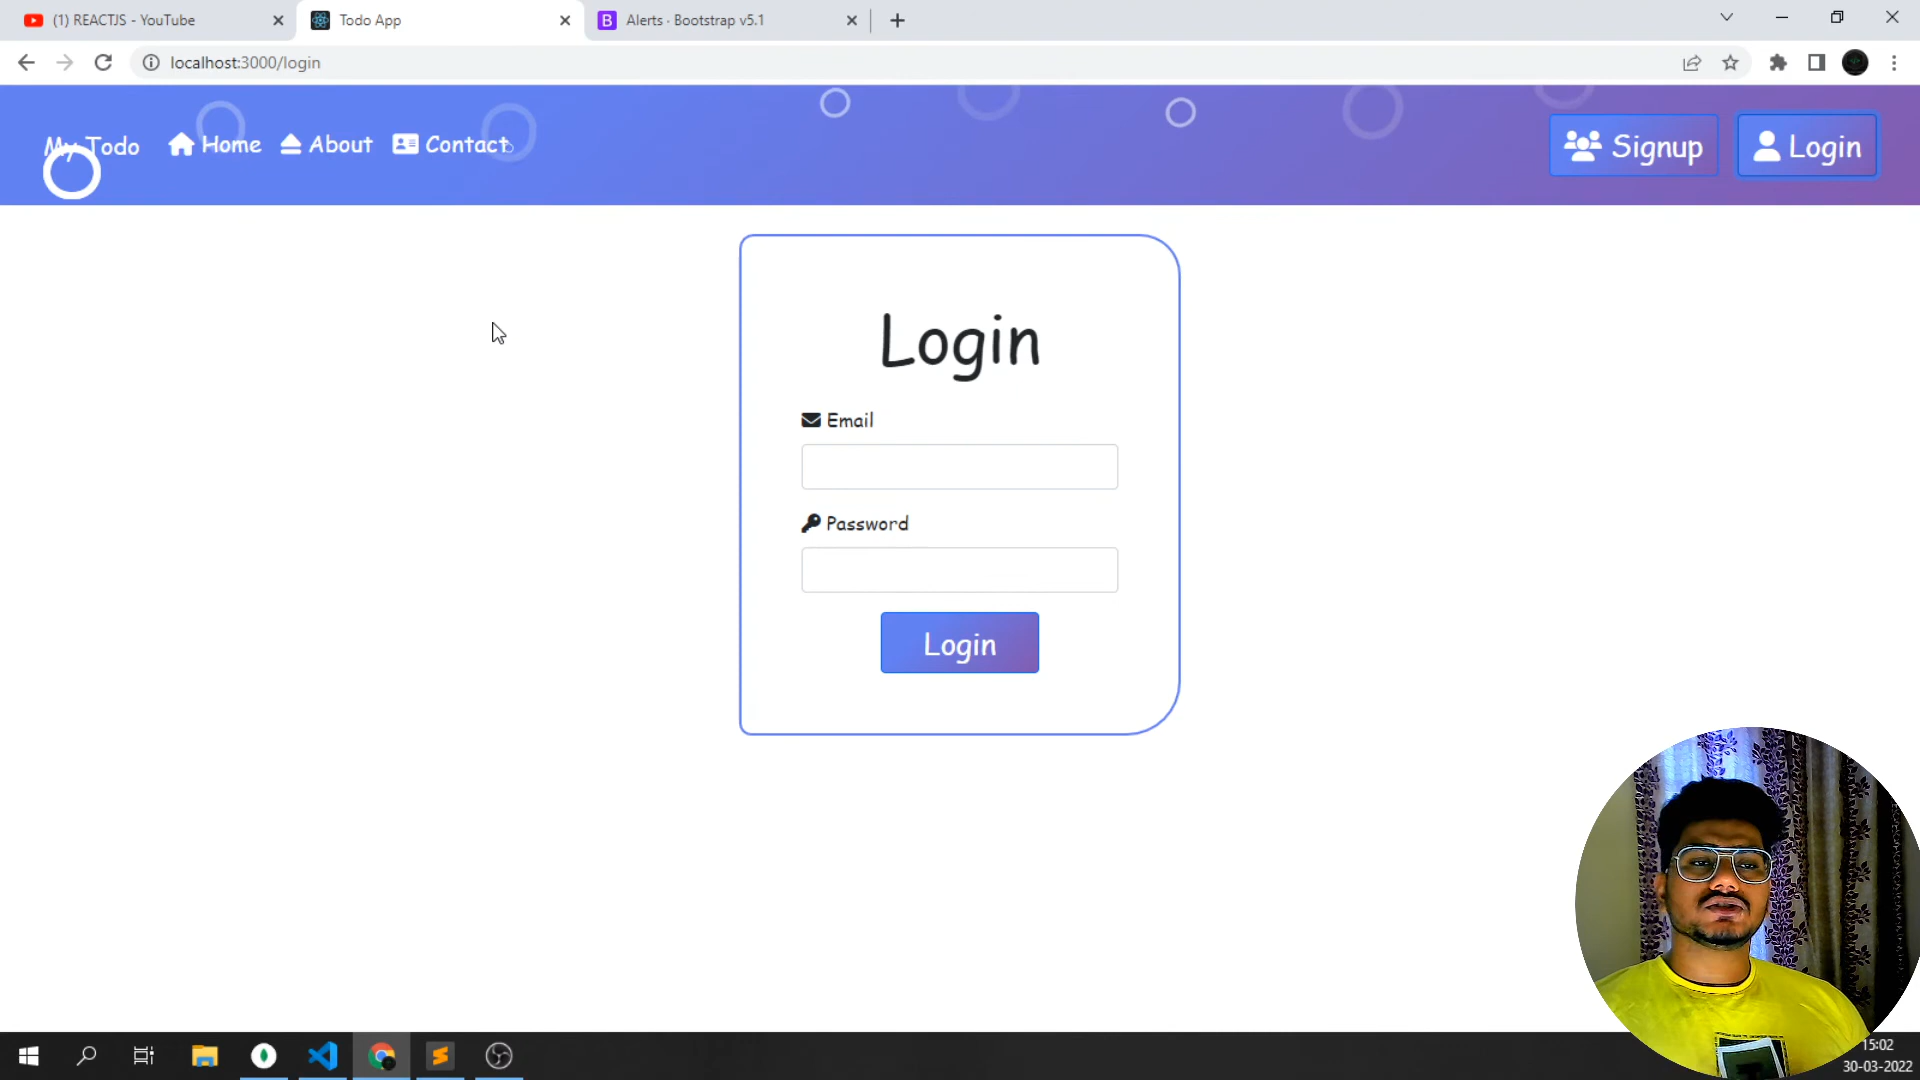 (1) REACTJS - YouTube
Todo App
Alerts · Bootstrap v5.1
localhost:3000/login
My Todo
Home
About
Contact
Signup
Login
Login
Email
Password
Login
15:02
30-03-2022